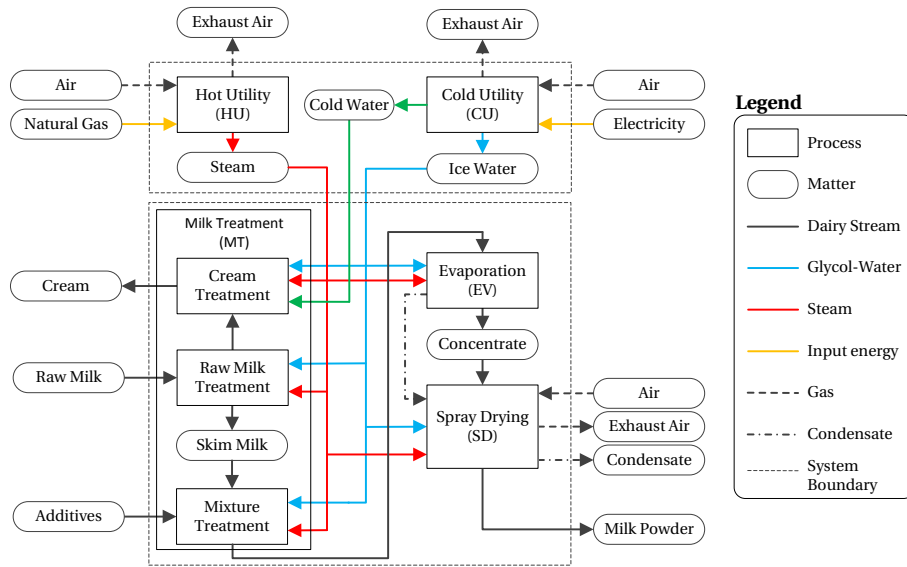 Exhaust Air
Exhaust Air
Air
Natural Gas
Hot Utility
(HU)
Steam
Cold Water
Cold Utility
(CU)
Ice Water
Air
Electricity
Milk Treatment
(MT)
Cream
Treatment
Cream
Raw Milk
Raw Milk
Treatment
Skim Milk
Additives
Mixture
Treatment
Evaporation
(EV)
Concentrate
Spray Drying
(SD)
Air
Exhaust Air
Condensate
Milk Powder
Legend
Process
Matter
Dairy Stream
Glycol-Water
Steam
Input energy
Gas
Condensate
System
Boundary